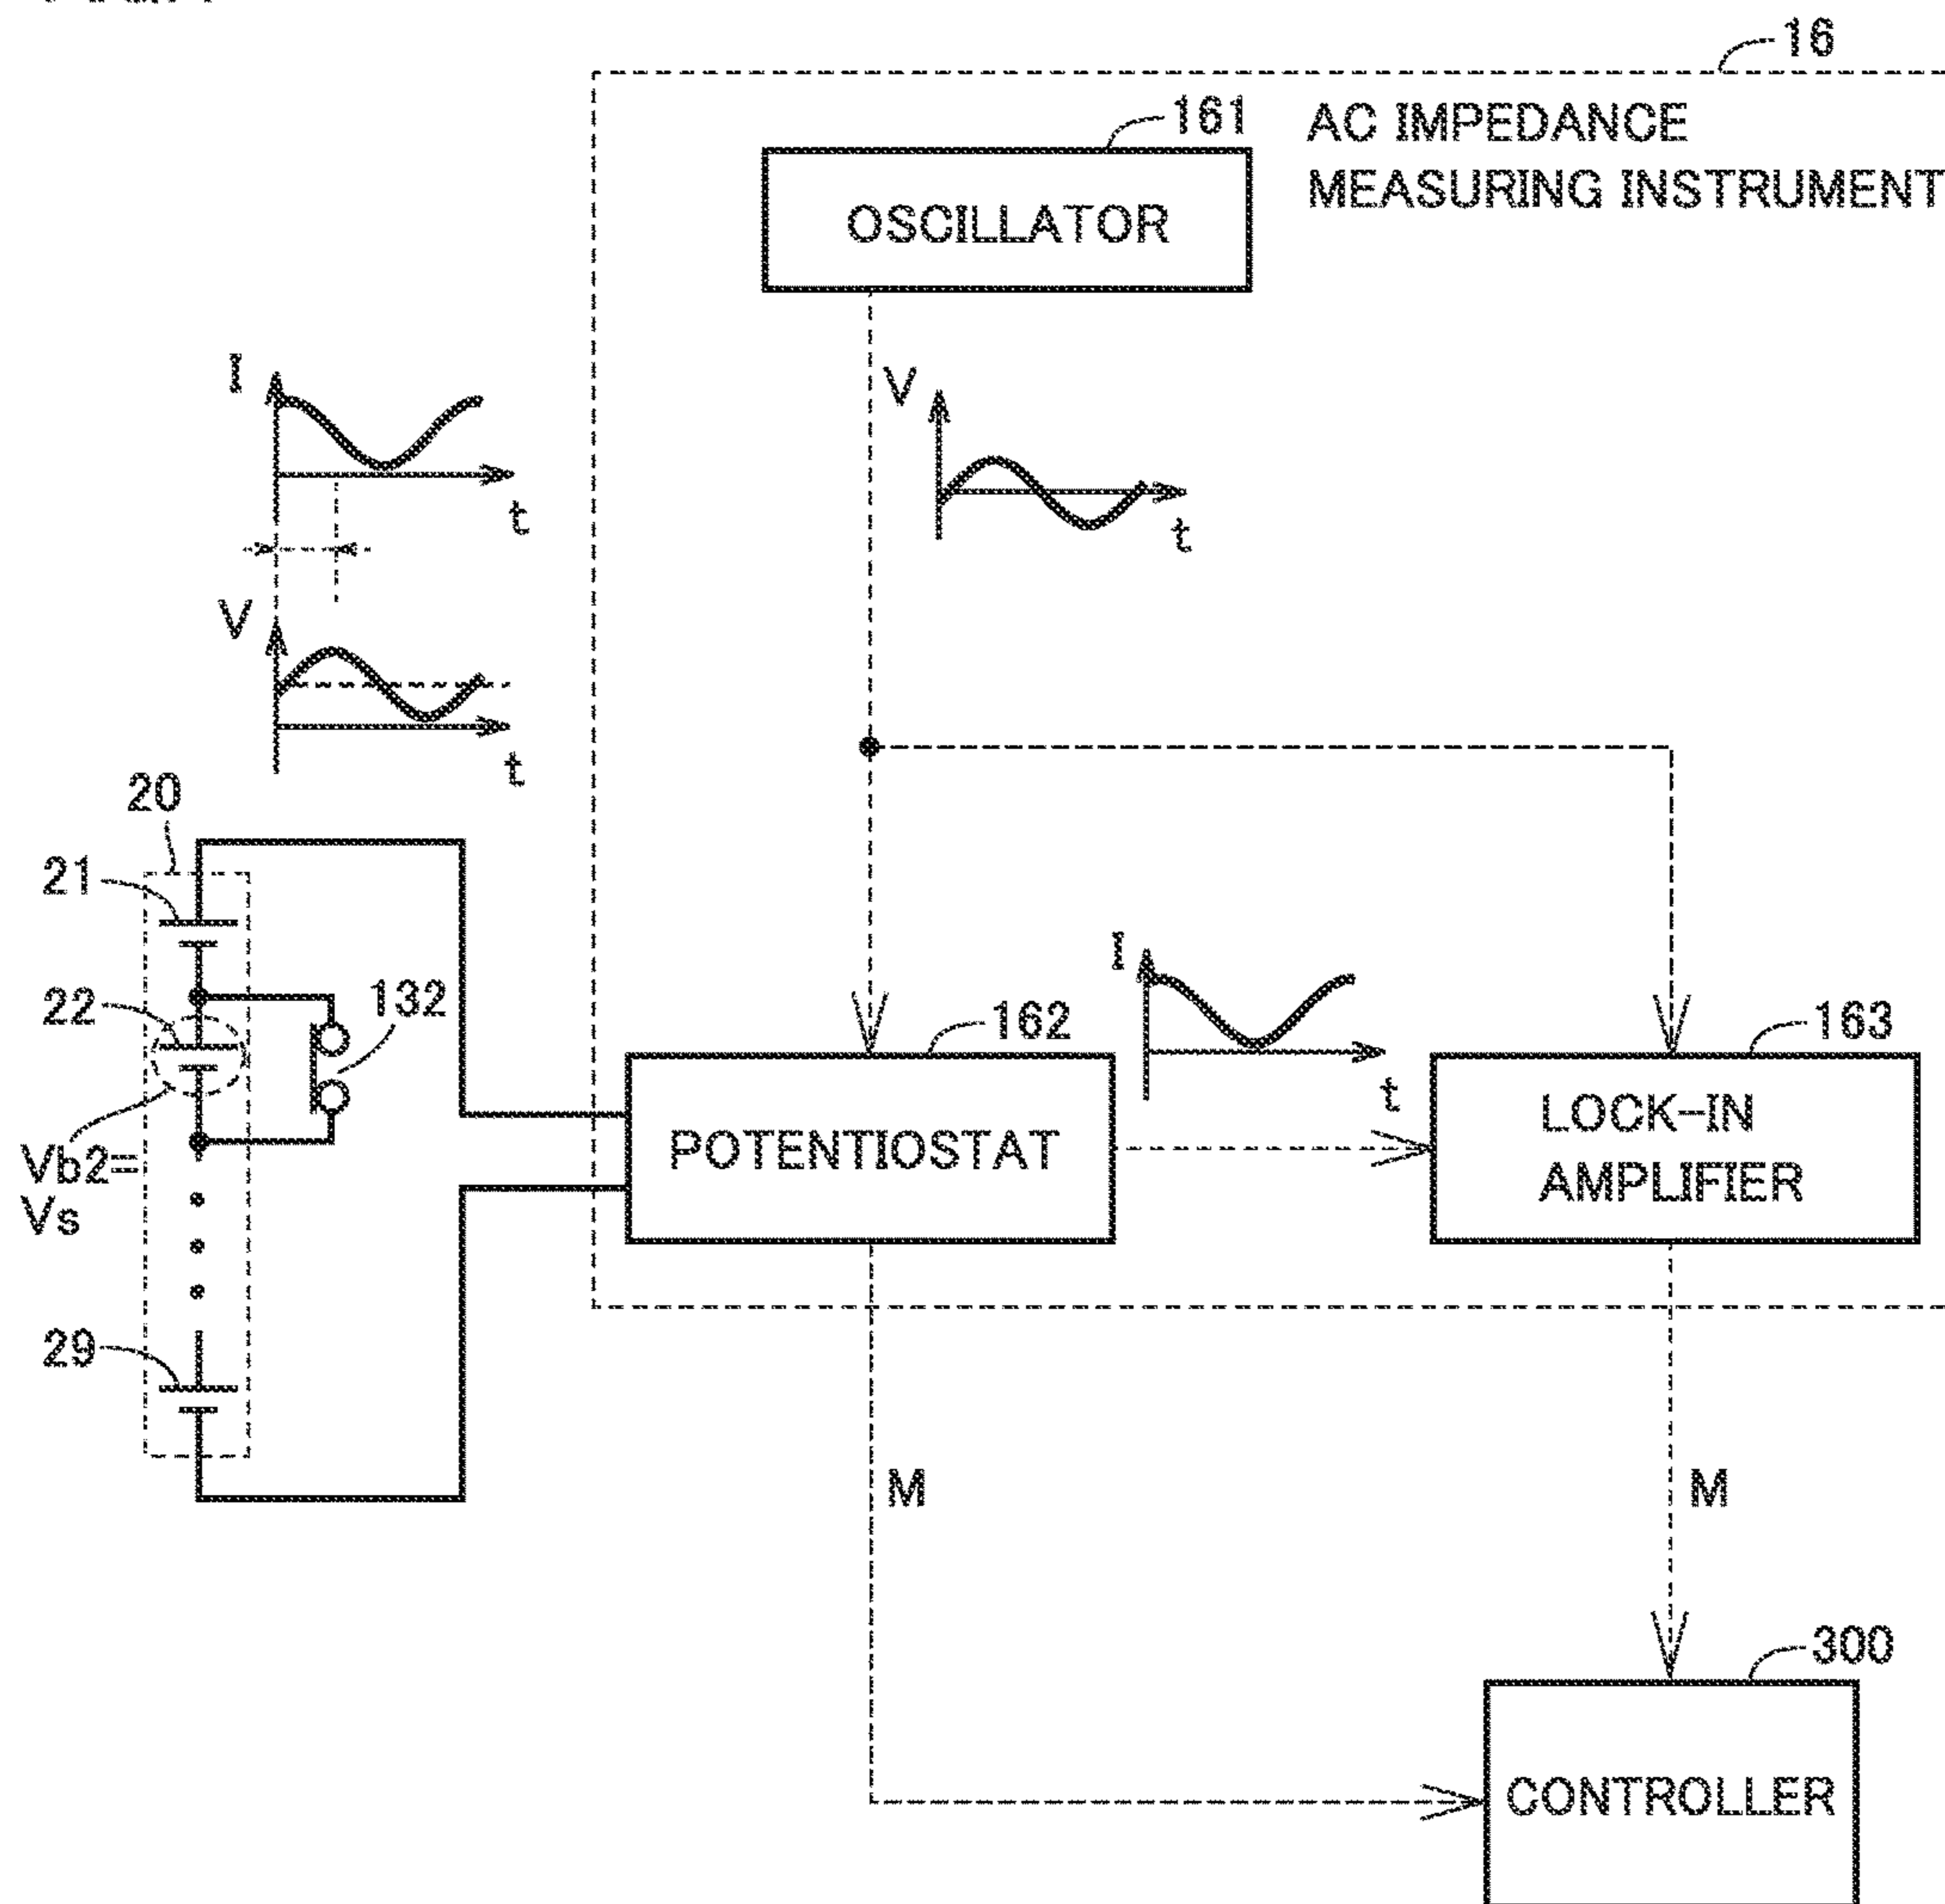 16
161
AC IMPEDANCE
MEASURING INSTRUMENT
OSCILLATOR
I
t
V
t
V
t
20
21
22
132
Vb2=
Vs
29
I
t
162
163
POTENTIOSTAT
LOCK-IN
AMPLIFIER
M
M
300
CONTROLLER